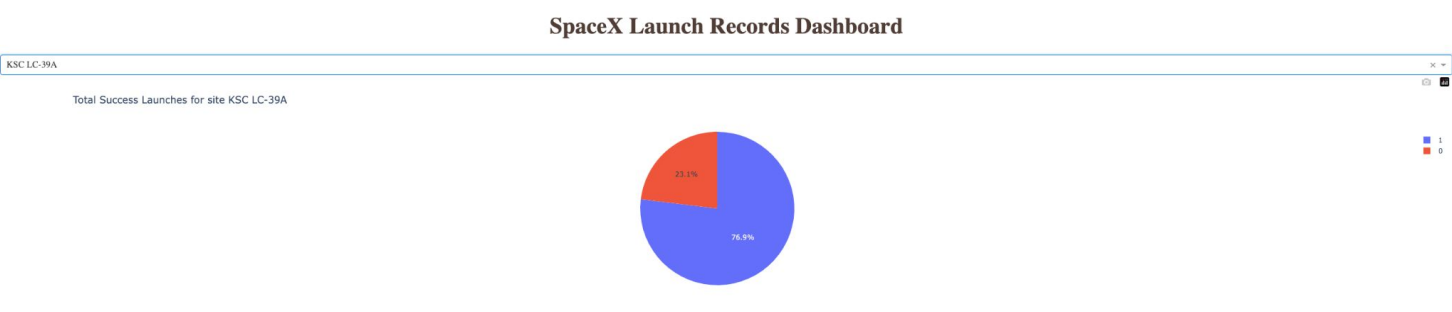 SpaceX Launch Records Dashboard
KSC LC-39A
Total Success Launches for site KSC LC-39A
1
0
23.1%
76.9%